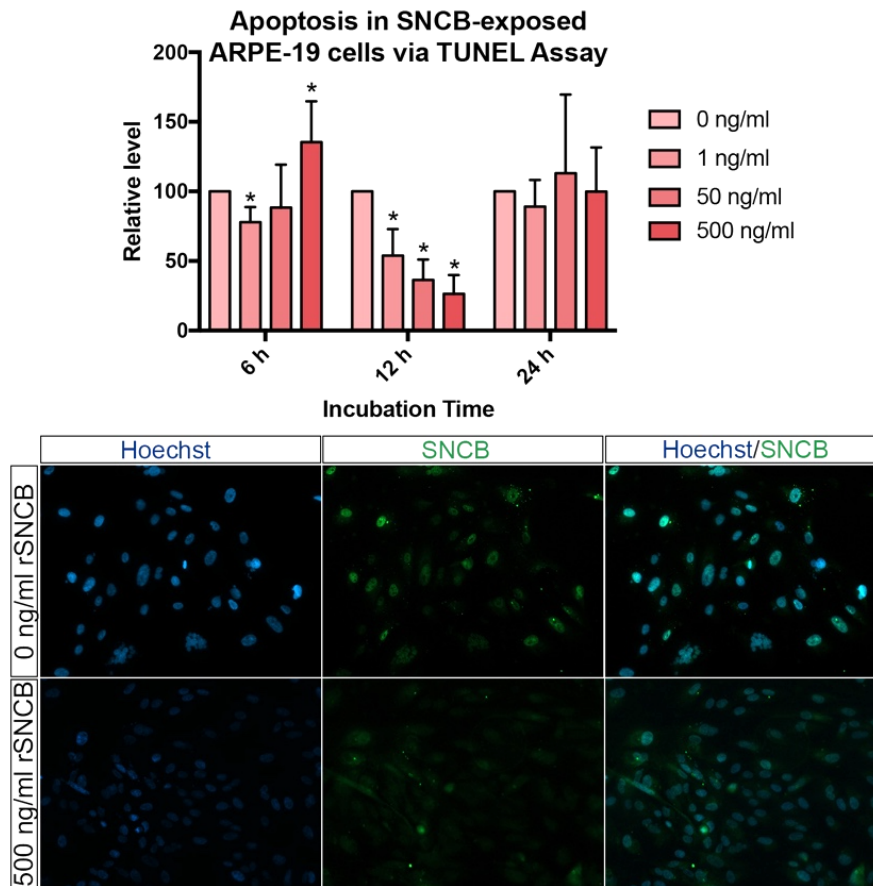 Apoptosis in SNCB-exposed
ARPE-19 cells via TUNEL Assay
Relative level
200
150
100
50
0
*
*
*
*
*
6 h
12 h
24 h
Incubation Time
0 ng/ml
1 ng/ml
50 ng/ml
500 ng/ml
Hoechst
SNCB
Hoechst/SNCB
0 ng/ml rSNCB
500 ng/ml rSNCB